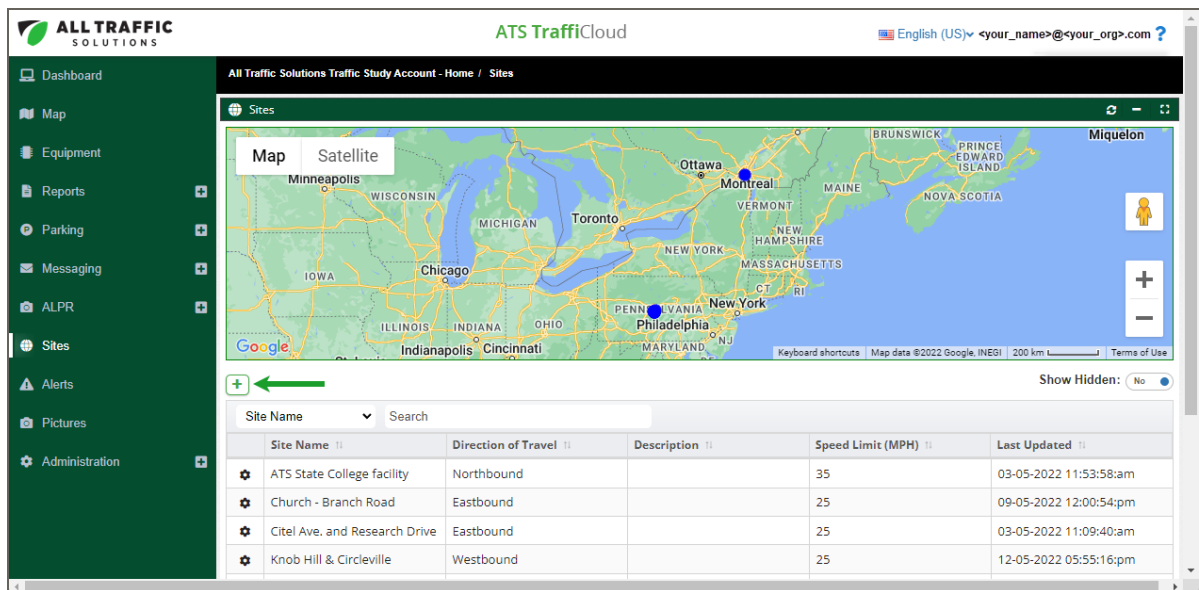 ALL TRAFFIC
SOLUTIONS
ATS TraffiCloud
English (US) <your_name>@<your_org>.com ?
Dashboard
Map
Equipment
Reports
Parking
Messaging
ALPR
Sites
Alerts
Pictures
Administration
All Traffic Solutions Traffic Study Account - Home / Sites
Sites
Map Satellite
Minneapolis
WISCONSIN
MICHIGAN
IOWA
Chicago
ILLINOIS
INDIANA
OHIO
Indianapolis
Cincinnati
Toronto
Ottawa
Montreal
VERMONT
MAINE
NEW YORK
NEW
HAMPSHIRE
MASSACHUSETTS
CT
RI
New York
Philadelphia
NJ
MARYLAND
BRUNSWICK
PRINCE
EDWARD
ISLAND
NOVA SCOTIA
Miquelon
Google
Keyboard shortcuts Map data ©2022 Google, INEGI 200 km Terms of Use
Show Hidden: No
Site Name Search
Site Name Direction of Travel Description Speed Limit (MPH) Last Updated
ATS State College facility Northbound 35 03-05-2022 11:53:58:am
Church - Branch Road Eastbound 25 09-05-2022 12:00:54:pm
Citel Ave. and Research Drive Eastbound 25 03-05-2022 11:09:40:am
Knob Hill & Circleville Westbound 25 12-05-2022 05:55:16:pm